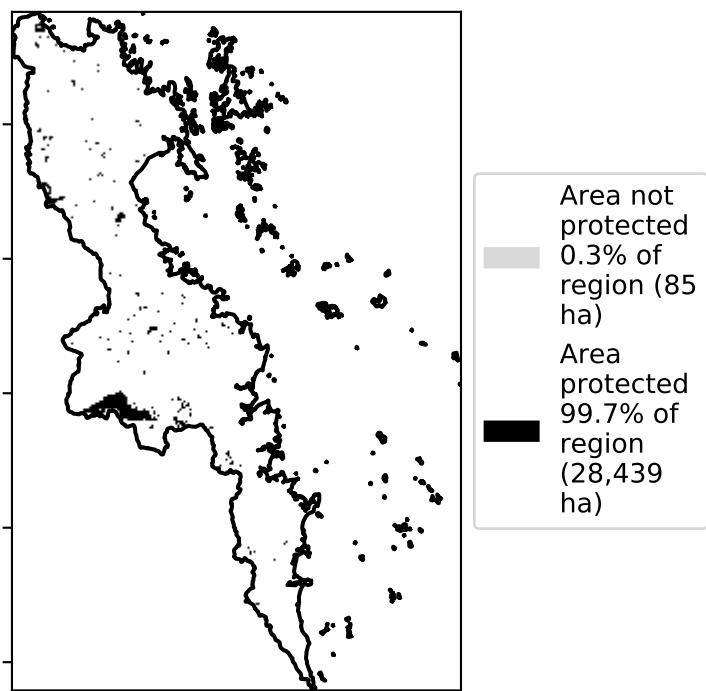 Area not
protected
0.3% of
region (85
ha)
Area
protected
99.7% of
region
(28,439
ha)